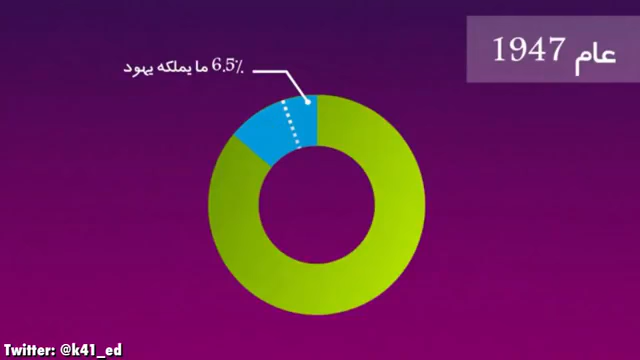 عام 1947
6.5٪ ما يملكه يهود
Twitter: @k41_ed